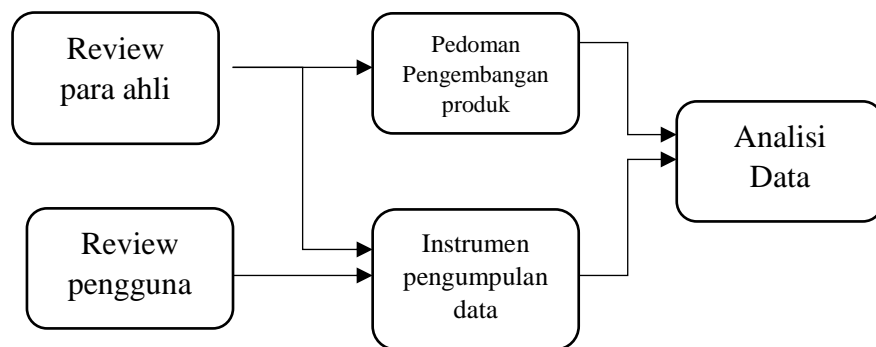 Review
para ahli
Pedoman
Pengembangan
produk
Analisi
Data
Review
pengguna
Instrumen
pengumpulan
data